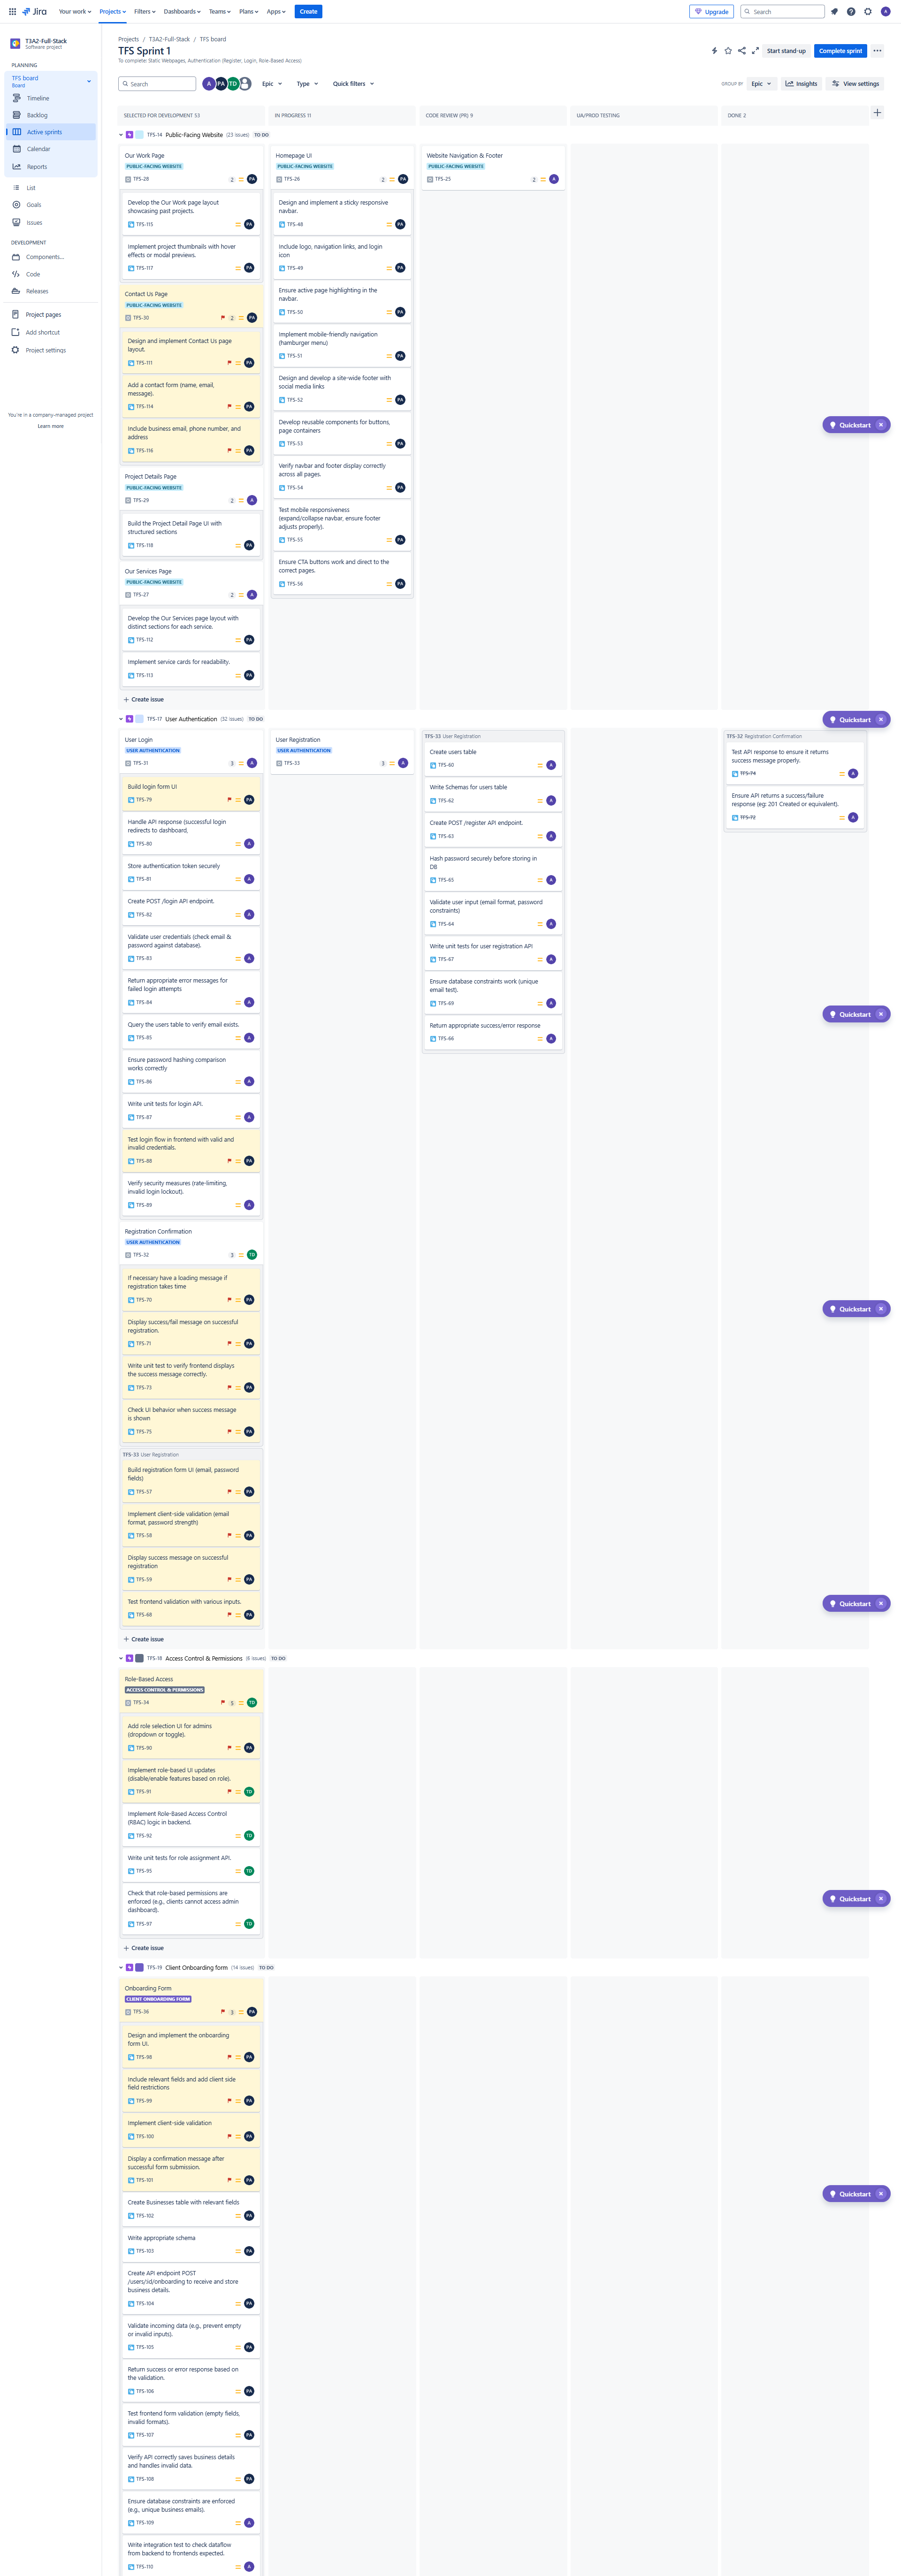 Jira
Your work
Projects
Filters
Dashboards
Teams
Plans
Apps
Create
Upgrade
Search
A
T3A2-Full-Stack
Software project
PLANNING
TFS board
Board
Timeline
Backlog
Active sprints
Calendar
Reports
List
Goals
Issues
DEVELOPMENT
Components...
Code
Releases
Project pages
Add shortcut
Project settings
You're in a company-managed project
Learn more
Projects / T3A2-Full-Stack / TFS board
TFS Sprint 1
To complete: Static Webpages, Authentication (Register, Login, Role-Based Access)
Start stand-up
Complete sprint
Search
A
PA
TD
Epic
Type
Quick filters
GROUP BY
Epic
Insights
View settings
SELECTED FOR DEVELOPMENT 53
IN PROGRESS 11
CODE REVIEW (PR) 9
UA/PROD TESTING
DONE 2
TFS-14 Public-Facing Website (23 issues) TO DO
Our Work Page
PUBLIC-FACING WEBSITE
TFS-28 2 PA
Develop the Our Work page layout
showcasing past projects.
TFS-115 PA
Implement project thumbnails with hover
effects or modal previews.
TFS-117 PA
Contact Us Page
PUBLIC-FACING WEBSITE
TFS-30 2 PA
Design and implement Contact Us page
layout.
TFS-111 PA
Add a contact form (name, email,
message).
TFS-114 PA
Include business email, phone number, and
address
TFS-116 PA
Project Details Page
PUBLIC-FACING WEBSITE
TFS-29 2 A
Build the Project Detail Page UI with
structured sections
TFS-118 PA
Our Services Page
PUBLIC-FACING WEBSITE
TFS-27 2 A
Develop the Our Services page layout with
distinct sections for each service.
TFS-112 PA
Implement service cards for readability.
TFS-113 PA
Create issue
Homepage UI
PUBLIC-FACING WEBSITE
TFS-26 2 PA
Design and implement a sticky responsive
navbar.
TFS-48 PA
Include logo, navigation links, and login
icon
TFS-49 PA
Ensure active page highlighting in the
navbar.
TFS-50 PA
Implement mobile-friendly navigation
(hamburger menu)
TFS-51 PA
Design and develop a site-wide footer with
social media links
TFS-52 PA
Develop reusable components for buttons,
page containers
TFS-53 PA
Verify navbar and footer display correctly
across all pages.
TFS-54 PA
Test mobile responsiveness
(expand/collapse navbar, ensure footer
adjusts properly).
TFS-55 PA
Ensure CTA buttons work and direct to the
correct pages.
TFS-56 PA
Website Navigation & Footer
PUBLIC-FACING WEBSITE
TFS-25 2 A
Quickstart
TFS-17 User Authentication (32 issues) TO DO
Quickstart
User Login
USER AUTHENTICATION
TFS-31 3 A
Build login form UI
TFS-79 PA
Handle API response (successful login
redirects to dashboard,
TFS-80 A
Store authentication token securely
TFS-81 A
Create POST /login API endpoint.
TFS-82 A
Validate user credentials (check email &
password against database).
TFS-83 A
Return appropriate error messages for
failed login attempts
TFS-84 A
Query the users table to verify email exists.
TFS-85 A
Ensure password hashing comparison
works correctly
TFS-86 A
Write unit tests for login API.
TFS-87 A
Test login flow in frontend with valid and
invalid credentials.
TFS-88 PA
Verify security measures (rate-limiting,
invalid login lockout).
TFS-89 A
Registration Confirmation
USER AUTHENTICATION
TFS-32 3 TD
If necessary have a loading message if
registration takes time
TFS-70 PA
Display success/fail message on successful
registration.
TFS-71 PA
Write unit test to verify frontend displays
the success message correctly.
TFS-73 PA
Check UI behavior when success message
is shown
TFS-75 PA
TFS-33 User Registration
Build registration form UI (email, password
fields)
TFS-57 PA
Implement client-side validation (email
format, password strength)
TFS-58 PA
Display success message on successful
registration
TFS-59 PA
Test frontend validation with various inputs.
TFS-68 PA
Create issue
User Registration
USER AUTHENTICATION
TFS-33 3 A
TFS-33 User Registration
Create users table
TFS-60 A
Write Schemas for users table
TFS-62 A
Create POST /register API endpoint.
TFS-63 A
Hash password securely before storing in
DB
TFS-65 A
Validate user input (email format, password
constraints)
TFS-64 A
Write unit tests for user registration API
TFS-67 A
Ensure database constraints work (unique
email test).
TFS-69 A
Return appropriate success/error response
TFS-66 A
TFS-32 Registration Confirmation
Test API response to ensure it returns
success message properly.
TFS-74 A
Ensure API returns a success/failure
response (eg: 201 Created or equivalent).
TFS-72 A
Quickstart
Quickstart
Quickstart
TFS-18 Access Control & Permissions (6 issues) TO DO
Role-Based Access
ACCESS CONTROL & PERMISSIONS
TFS-34 5 TD
Add role selection UI for admins
(dropdown or toggle).
TFS-90 PA
Implement role-based UI updates
(disable/enable features based on role).
TFS-91 TD
Implement Role-Based Access Control
(RBAC) logic in backend.
TFS-92 TD
Write unit tests for role assignment API.
TFS-95 TD
Check that role-based permissions are
enforced (e.g., clients cannot access admin
dashboard).
TFS-97 TD
Create issue
Quickstart
TFS-19 Client Onboarding form (14 issues) TO DO
Onboarding Form
CLIENT ONBOARDING FORM
TFS-36 3 PA
Design and implement the onboarding
form UI.
TFS-98 PA
Include relevant fields and add client side
field restrictions
TFS-99 PA
Implement client-side validation
TFS-100 PA
Display a confirmation message after
successful form submission.
TFS-101 PA
Create Businesses table with relevant fields
TFS-102 PA
Write appropriate schema
TFS-103 PA
Create API endpoint POST
/users/:id/onboarding to receive and store
business details.
TFS-104 PA
Validate incoming data (e.g., prevent empty
or invalid inputs).
TFS-105 PA
Return success or error response based on
the validation.
TFS-106 PA
Test frontend form validation (empty fields,
invalid formats).
TFS-107 PA
Verify API correctly saves business details
and handles invalid data.
TFS-108 PA
Ensure database constraints are enforced
(e.g., unique business emails).
TFS-109 A
Write integration test to check dataflow
from backend to frontends expected.
TFS-110 A
Quickstart